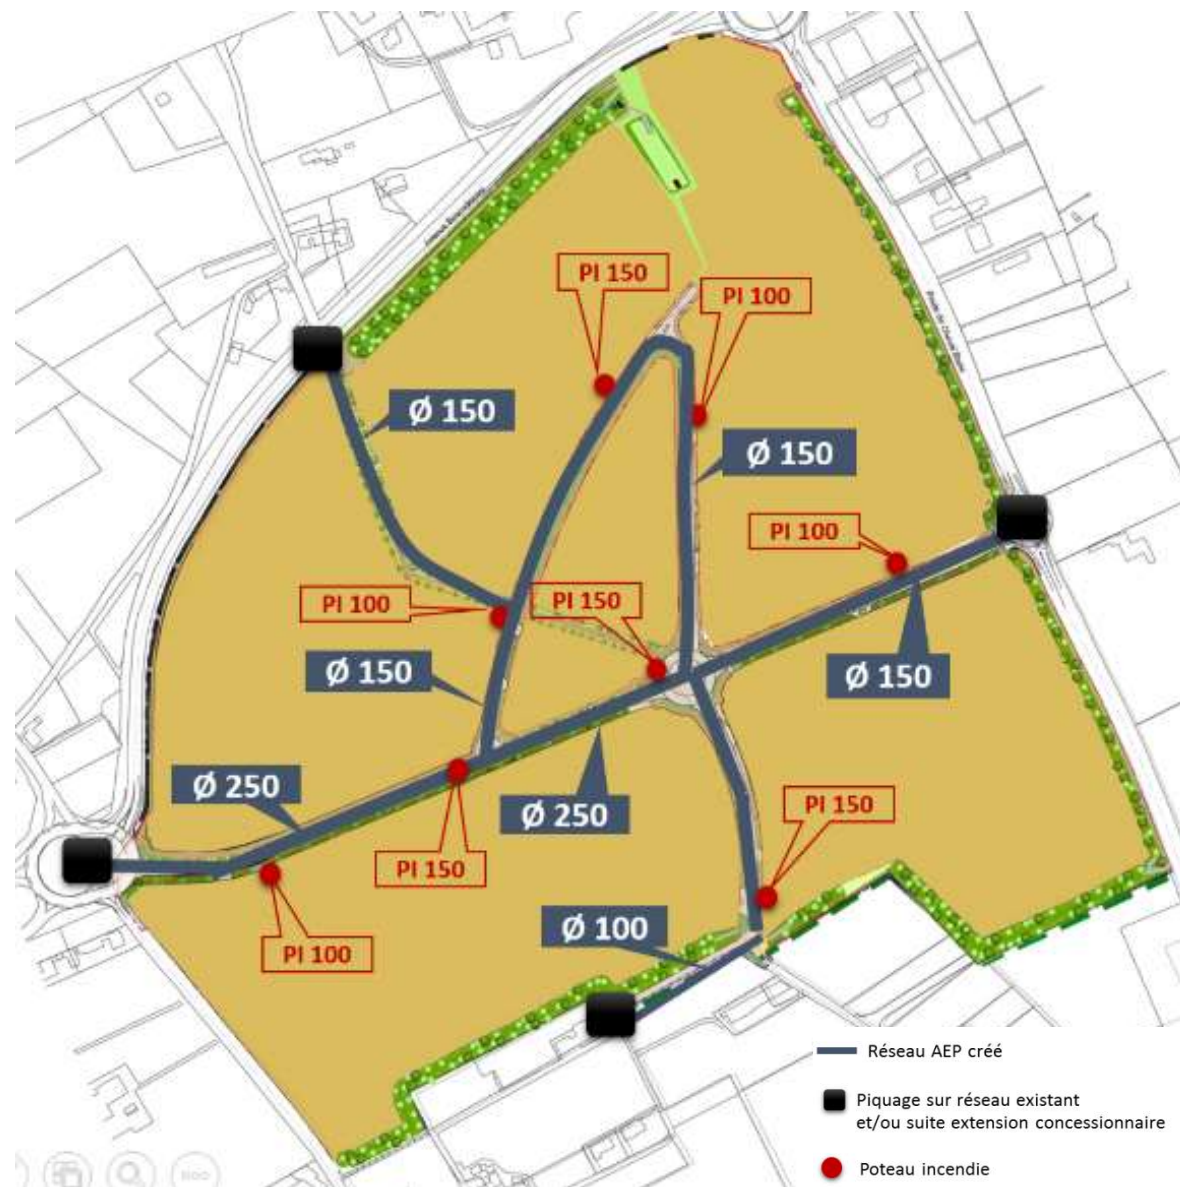 PI 150
PI 100
Ø 150
Ø 150
PI 100
PI 100
PI 150
Ø 150
Ø 150
Ø 250
Ø 250
PI 150
PI 150
Ø 100
PI 100
Réseau AEP créé
Piquage sur réseau existant
et/ou suite extension concessionnaire
Poteau incendie